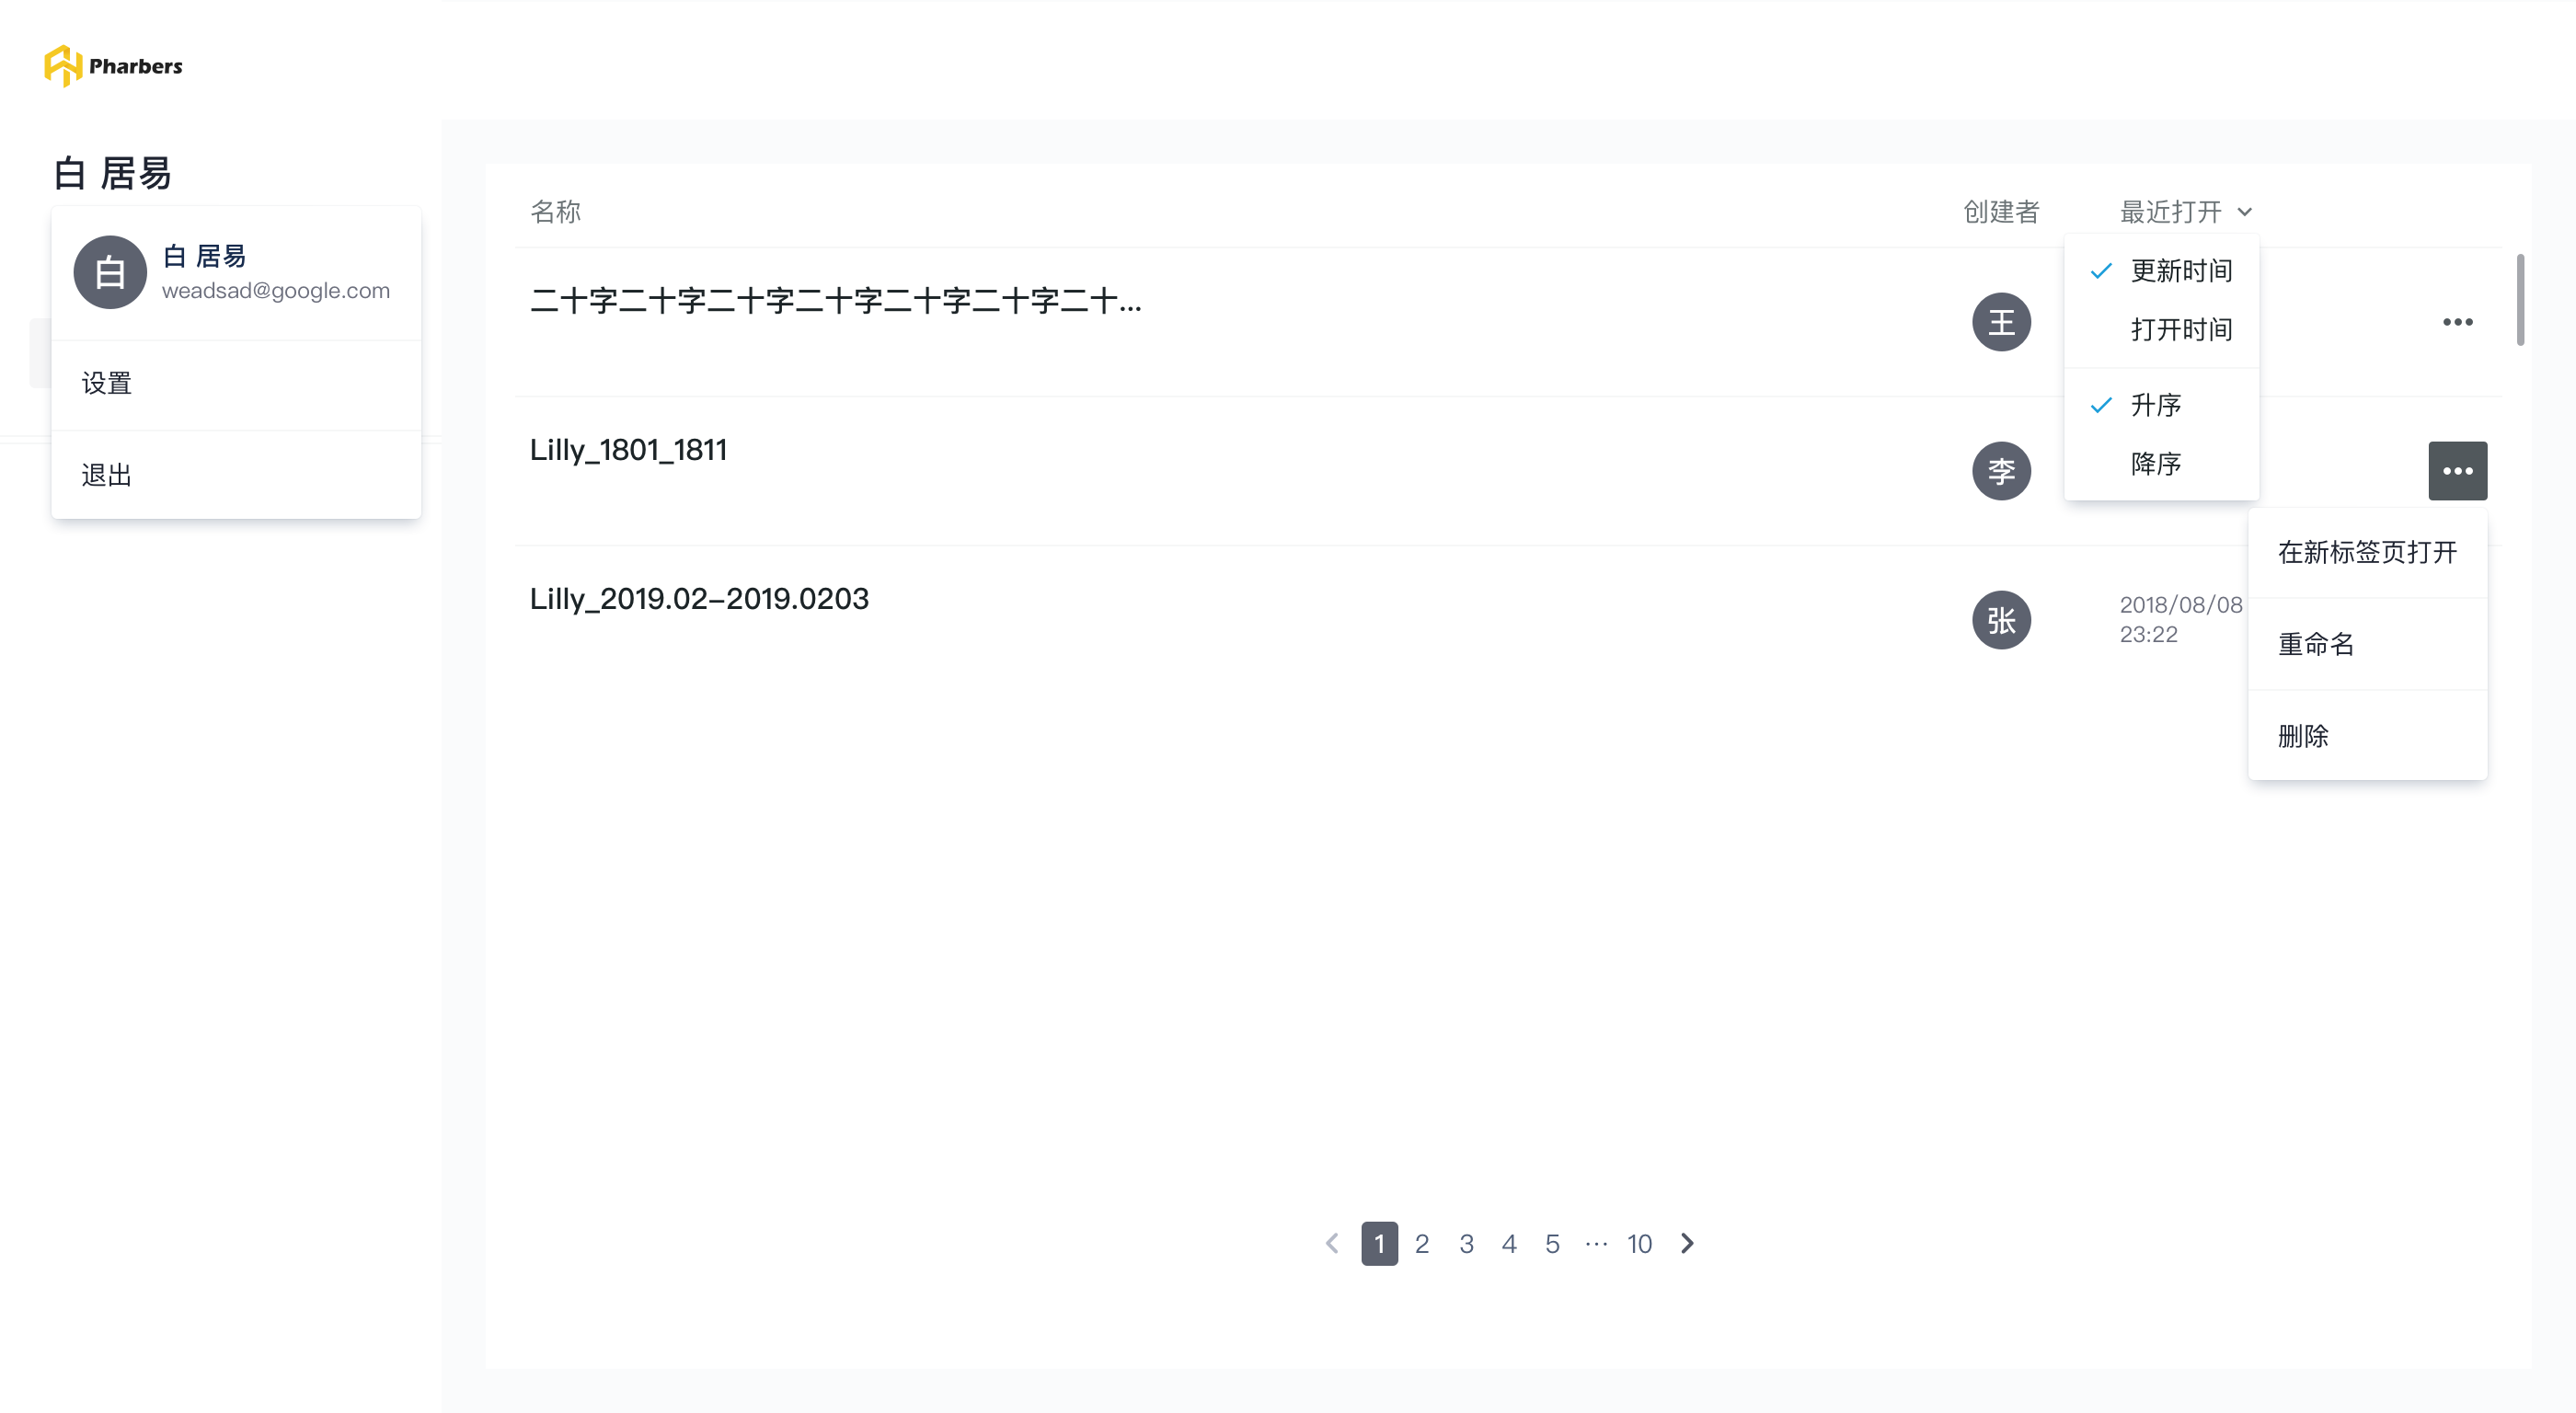 Pharbers
白 居易
白
白 居易
weadsad@google.com
设置
退出
名称
创建者
最近打开
更新时间
打开时间
升序
降序
二十字二十字二十字二十字二十字二十字二十...
王
Lilly_1801_1811
李
在新标签页打开
重命名
删除
Lilly_2019.02-2019.0203
张
2018/08/08
23:22
1 2 3 4 5 ··· 10